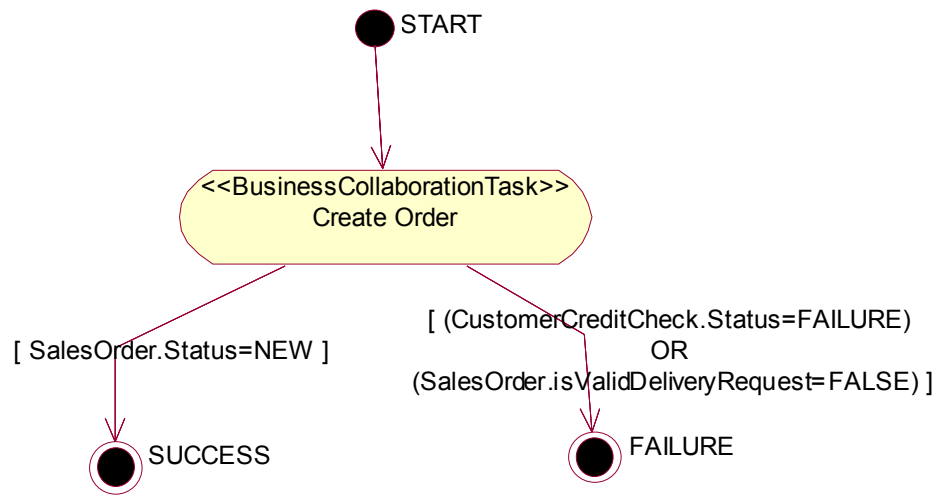 START
<<BusinessCollaborationTask>>
Create Order
[ SalesOrder.Status=NEW ]
[ (CustomerCreditCheck.Status=FAILURE)
OR
(SalesOrder.isValidDeliveryRequest=FALSE) ]
SUCCESS
FAILURE